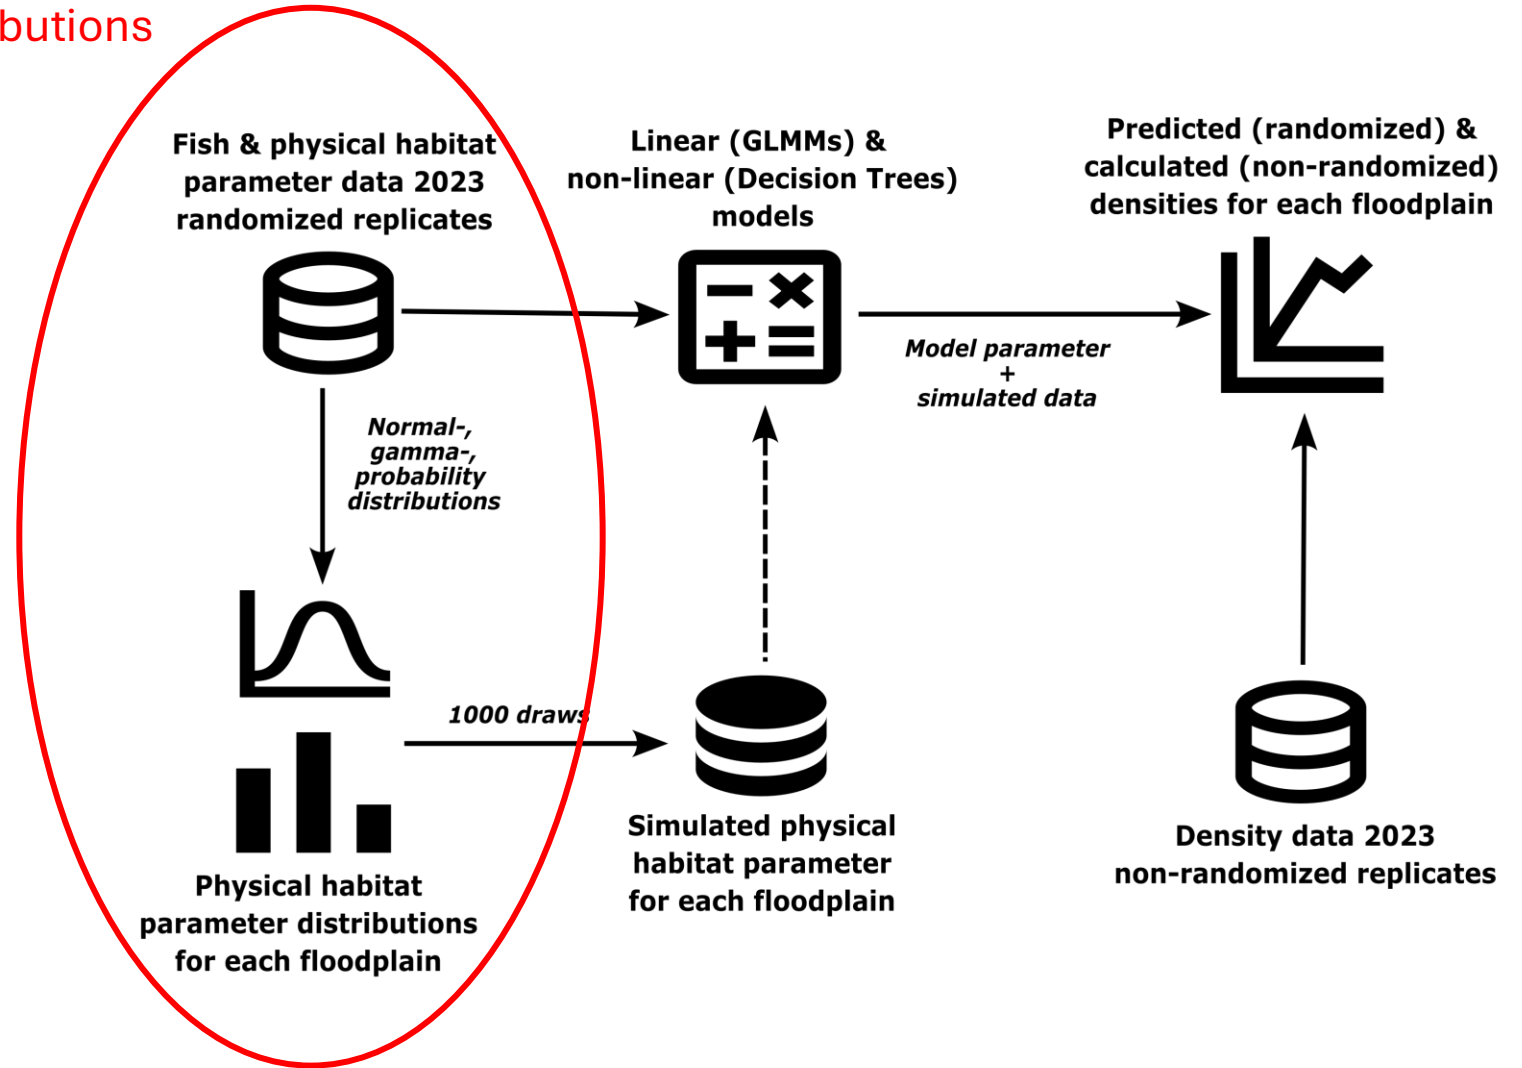 butions
Fish & physical habitat
parameter data 2023
randomized replicates
Linear (GLMMs) &
non-linear (Decision Trees)
models
Predicted (randomized) &
calculated (non-randomized)
densities for each floodplain
Model parameter
+
simulated data
Normal-,
gamma-,
probability
distributions
1000 draws
Physical habitat
parameter distributions
for each floodplain
Simulated physical
habitat parameter
for each floodplain
Density data 2023
non-randomized replicates